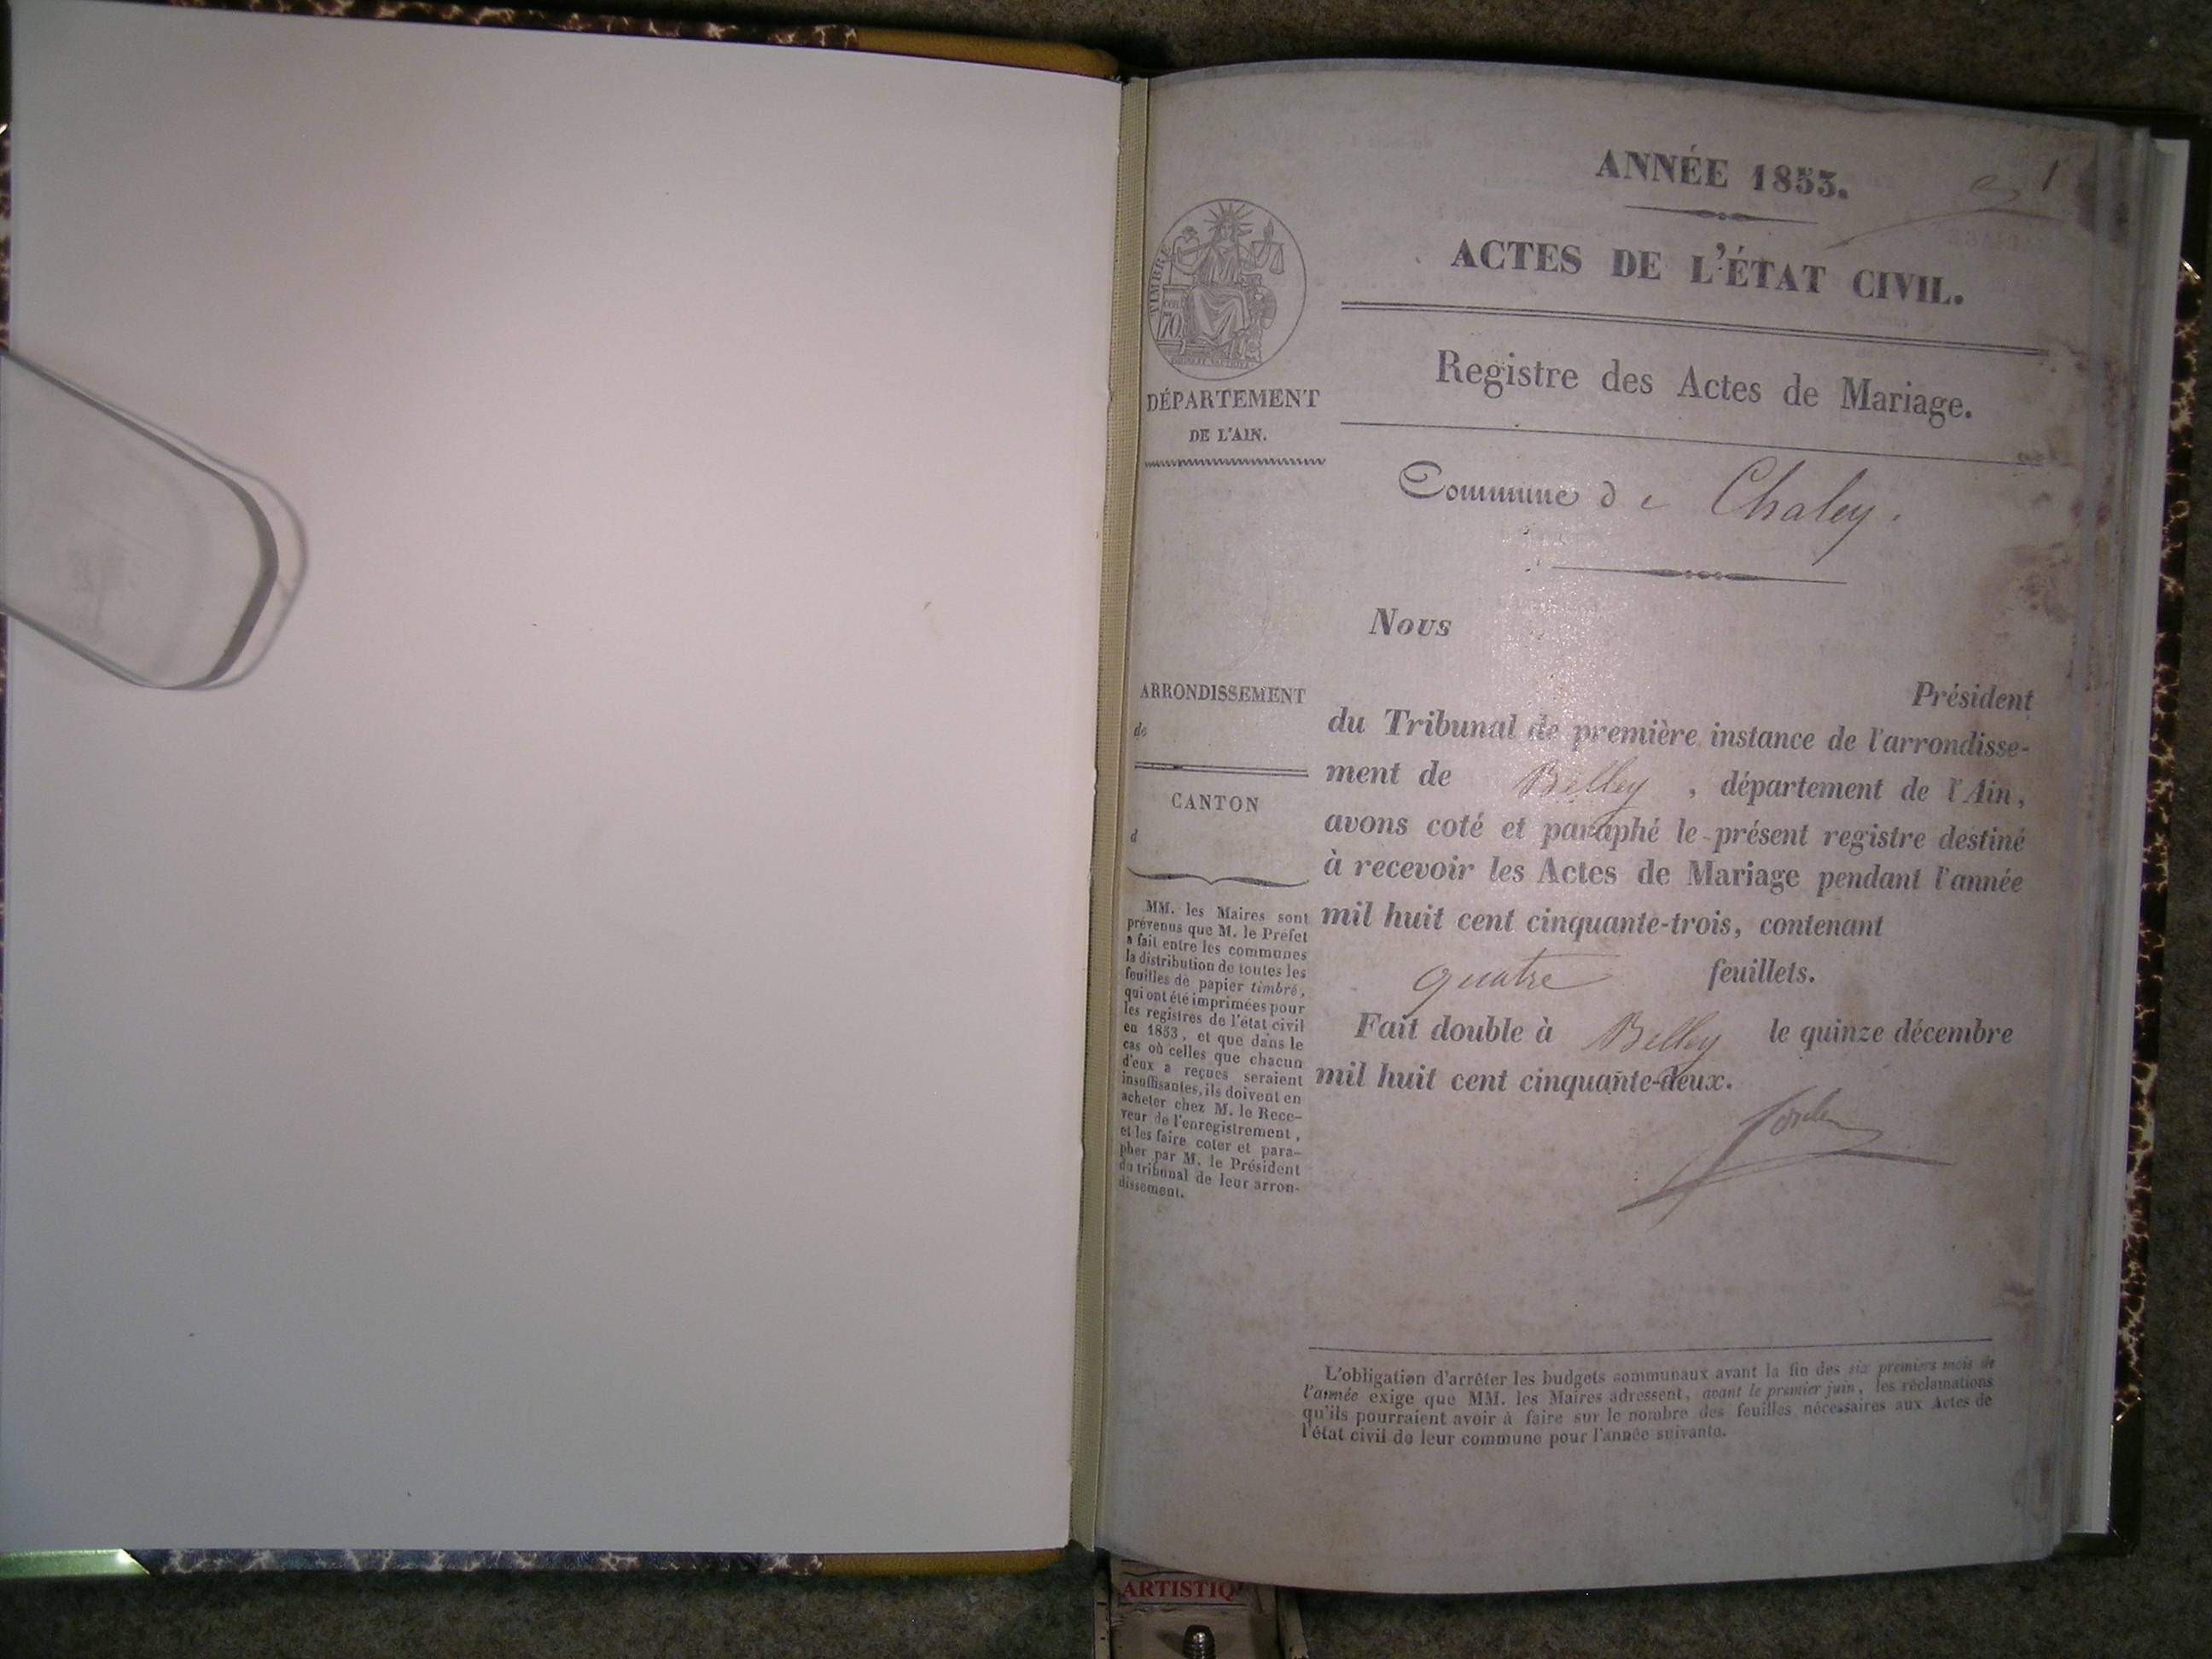 ANNÉE 1853.
1
ACTES DE L'ÉTAT CIVIL.
TIMBRE
70
Registre des Actes de Mariage.
DÉPARTEMENT
DE L'AIN.
Commune de Chaley.
Nous
Président
du Tribunal de première instance de l'arrondisse-
ment de Belley, département de l'Ain,
avons coté et paraphé le présent registre destiné
à recevoir les Actes de Mariage pendant l'année
mil huit cent cinquante-trois, contenant
quatre feuillets.
Fait double à Belley le quinze décembre
mil huit cent cinquante-deux.
ARRONDISSEMENT
de
CANTON
d
MM. les Maires sont
prévenus que M. le Préfet
a fait entre les communes
la distribution de toutes les
feuilles de papier timbré,
qui ont été imprimées pour
les registres de l'état civil
en 1853, et que dans le
cas où celles que chacun
d'eux a reçues seraient
insuffisantes, ils doivent en
acheter chez M. le Rece-
veur de l'enregistrement,
et les faire coter et para-
pher par M. le Président
du tribunal de leur arron-
dissement.
L'obligation d'arrêter les budgets communaux avant la fin des six premiers mois de
l'année exige que MM. les Maires adressent, avant le premier juin, les réclamations
qu'ils pourraient avoir à faire sur le nombre des feuilles nécessaires aux Actes de
l'état civil de leur commune pour l'année suivante.
ARTISTIQ